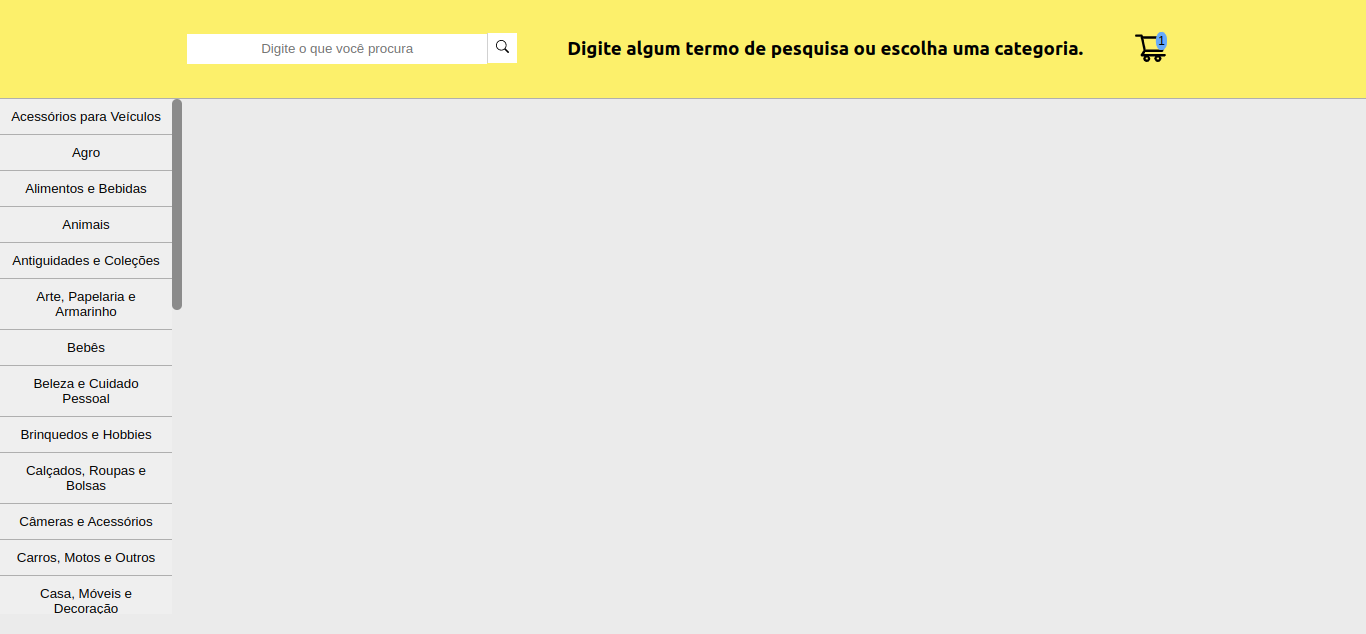 Digite o que você procura
Digite algum termo de pesquisa ou escolha uma categoria.
1
Acessórios para Veículos
Agro
Alimentos e Bebidas
Animais
Antiguidades e Coleções
Arte, Papelaria e
Armarinho
Bebês
Beleza e Cuidado
Pessoal
Brinquedos e Hobbies
Calçados, Roupas e
Bolsas
Câmeras e Acessórios
Carros, Motos e Outros
Casa, Móveis e
Decoração